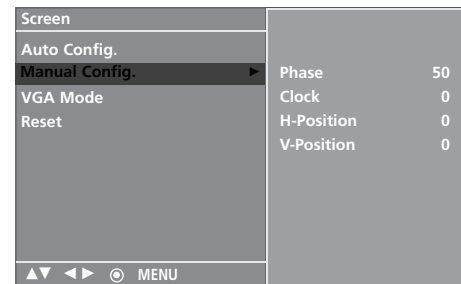 Screen
Auto Config.
Manual Config. ►
VGA Mode
Reset
▲▼ ◄► ⦿ MENU
Phase 50
Clock 0
H-Position 0
V-Position 0